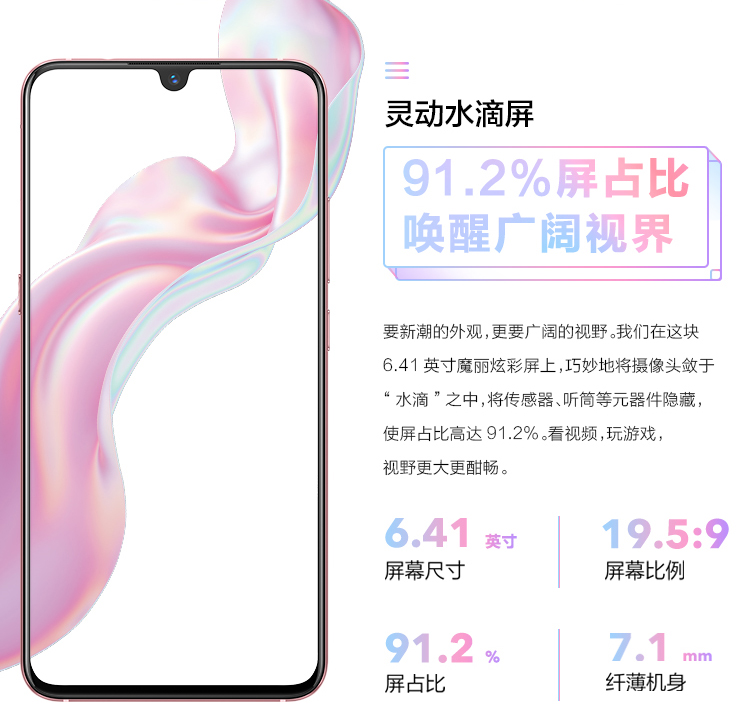 灵动水滴屏
91.2%屏占比
唤醒广阔视界
要新潮的外观,更要广阔的视野。我们在这块
6.41英寸魔丽炫彩屏上,巧妙地将摄像头敛于
“水滴”之中,将传感器、听筒等元器件隐藏,
使屏占比高达 91.2%。看视频,玩游戏,
视野更大更酣畅。
6.41 英寸
屏幕尺寸
19.5:9
屏幕比例
91.2 %
屏占比
7.1 mm
纤薄机身